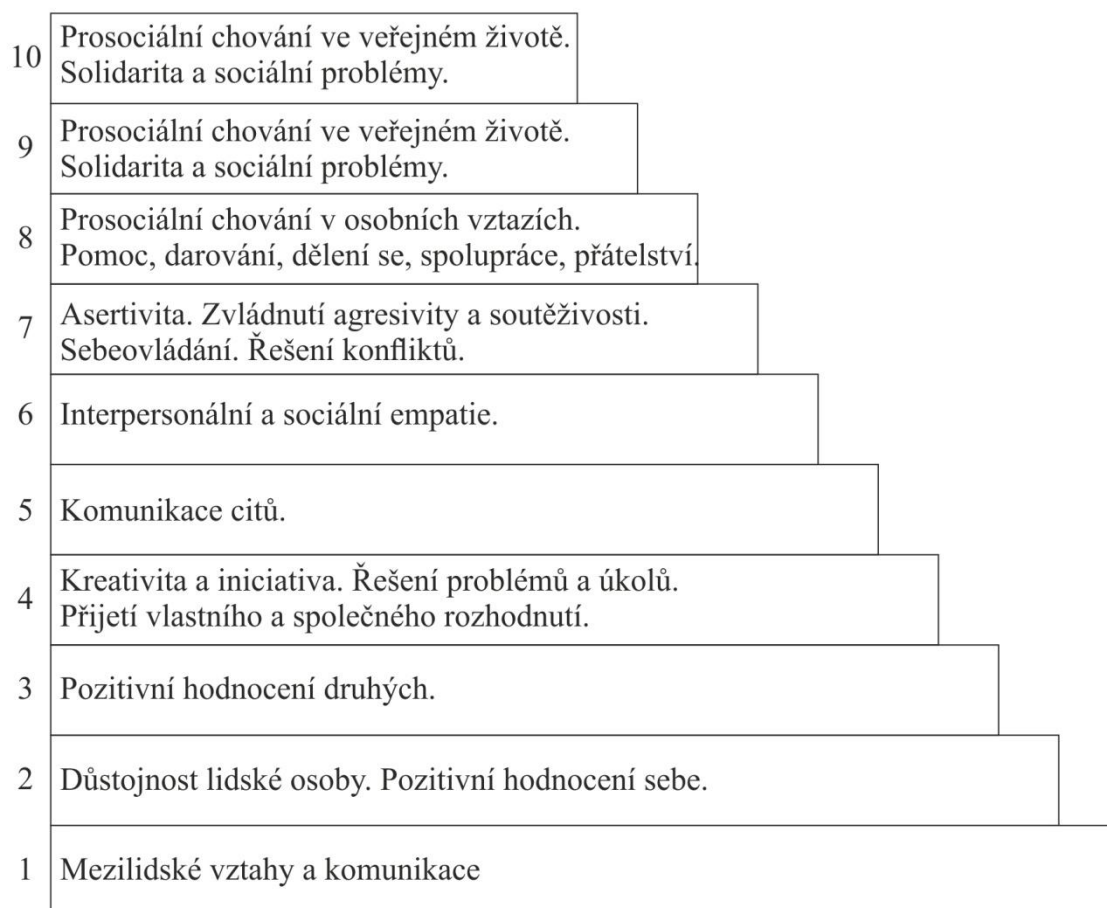 10 Prosociální chování ve veřejném životě.
Solidarita a sociální problémy.
9 Prosociální chování ve veřejném životě.
Solidarita a sociální problémy.
8 Prosociální chování v osobních vztazích.
Pomoc, darování, dělení se, spolupráce, přátelství.
7 Asertivita. Zvládnutí agresivity a soutěživosti.
Sebeovládání. Řešení konfliktů.
6 Interpersonální a sociální empatie.
5 Komunikace citů.
4 Kreativita a iniciativa. Řešení problémů a úkolů.
Přijetí vlastního a společného rozhodnutí.
3 Pozitivní hodnocení druhých.
2 Důstojnost lidské osoby. Pozitivní hodnocení sebe.
1 Mezilidské vztahy a komunikace